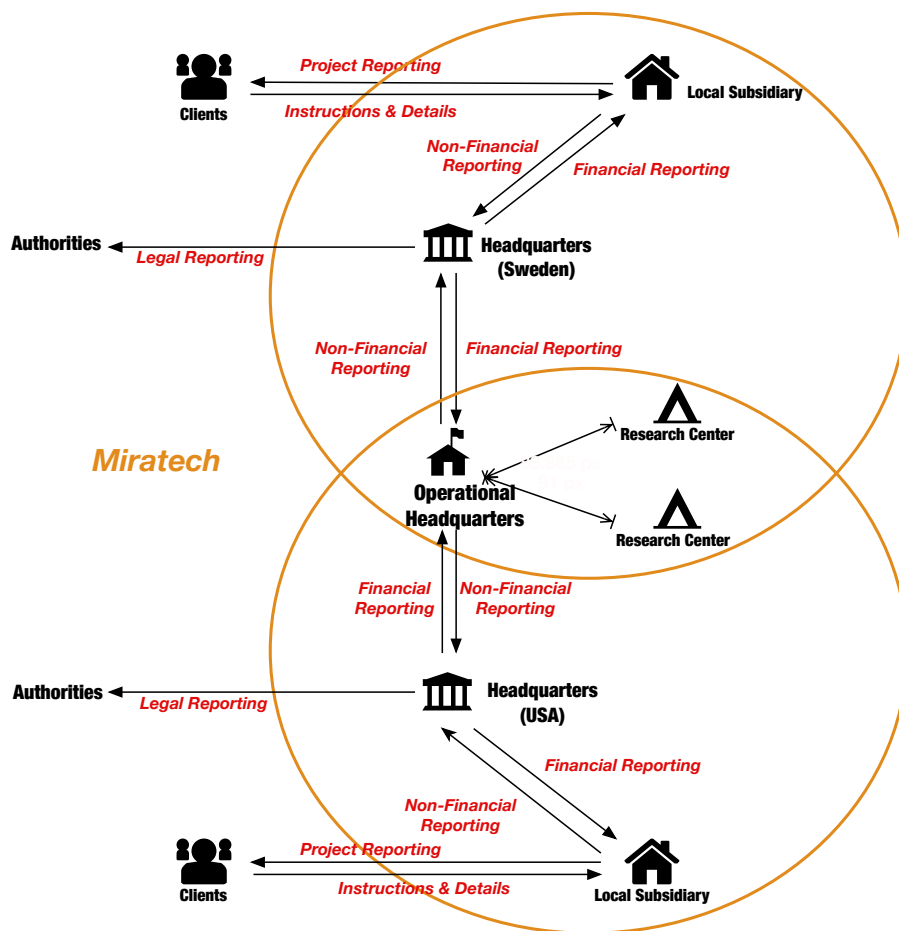 Project Reporting
Clients
Instructions & Details
Local Subsidiary
Non-Financial
Reporting
Financial Reporting
Authorities
Legal Reporting
Headquarters
(Sweden)
Non-Financial
Reporting
Financial Reporting
Research Center
Miratech
Operational
Headquarters
Research Center
Financial
Reporting
Non-Financial
Reporting
Authorities
Legal Reporting
Headquarters
(USA)
Financial Reporting
Non-Financial
Reporting
Project Reporting
Clients
Instructions & Details
Local Subsidiary